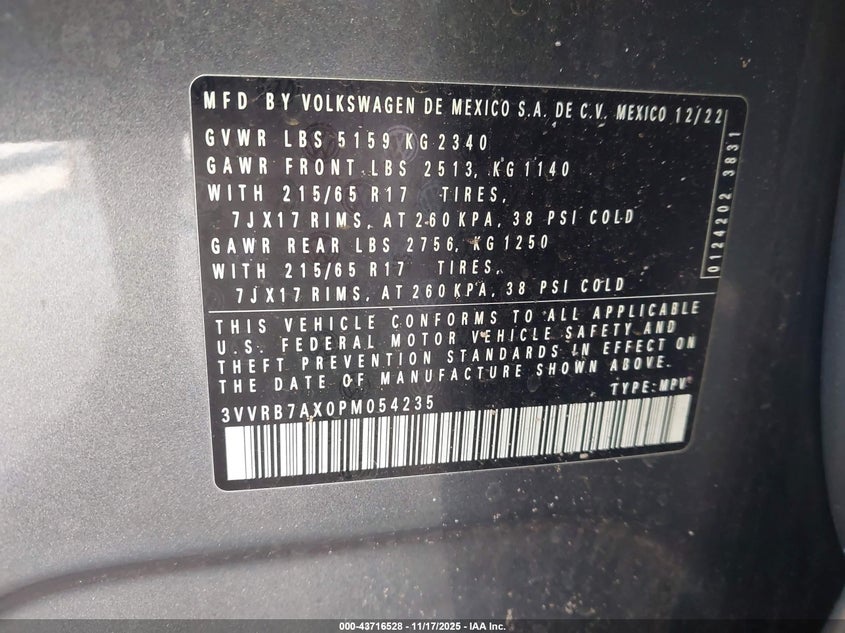 MFD BY VOLKSWAGEN DE MEXICO S.A. DE C.V. MEXICO 12/22
GVWR LBS 5159 KG 2340
GAWR FRONT LBS 2513, KG 1140
WITH 215/65 R17 TIRES,
7JX17 RIMS, AT 260 KPA, 38 PSI COLD
GAWR REAR LBS 2756, KG 1250
WITH 215/65 R17 TIRES,
7JX17 RIMS, AT 260 KPA, 38 PSI COLD
0124202 3831
THIS VEHICLE CONFORMS TO ALL APPLICABLE
U.S. FEDERAL MOTOR VEHICLE SAFETY AND
THEFT PREVENTION STANDARDS IN EFFECT ON
THE DATE OF MANUFACTURE SHOWN ABOVE.
TYPE: MPV
3VVRB7AX0PM054235
000-43716528 - 11/17/2025 - IAA Inc.